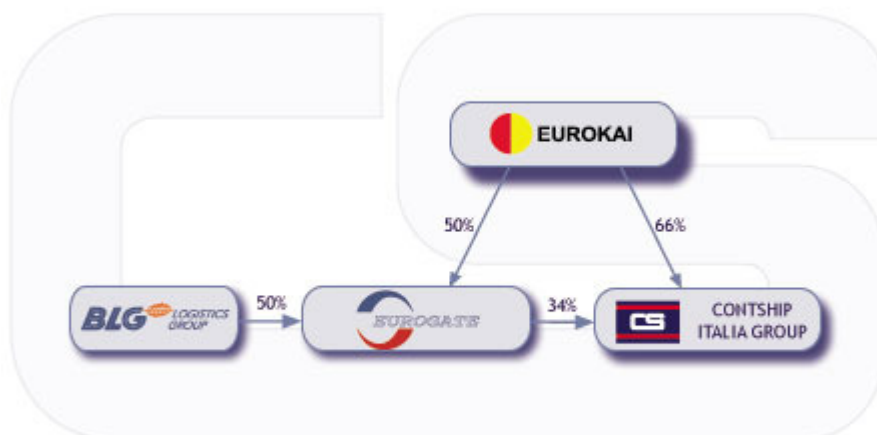 EUROKAI
50%
66%
BLG LOGISTICS
GROUP
50%
EUROGATE
34%
CS
CONTSHIP
ITALIA GROUP